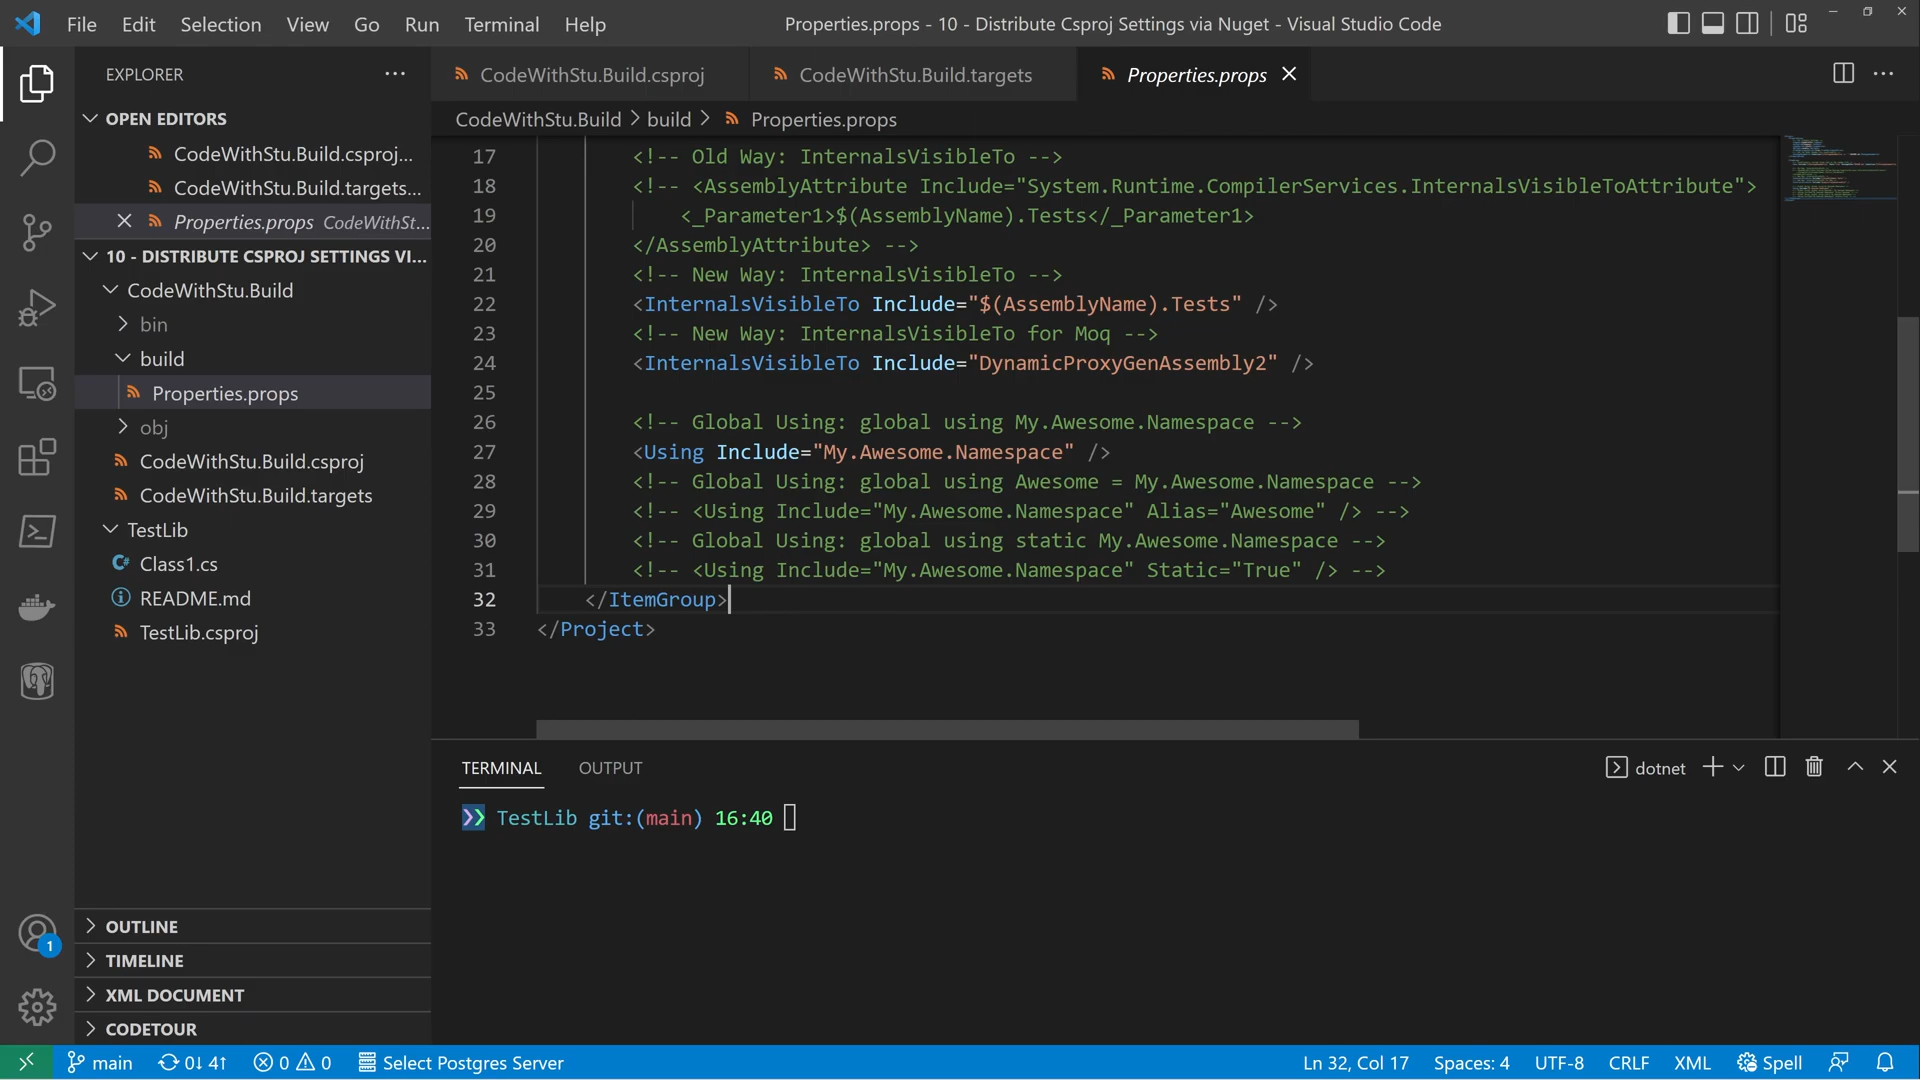 File Edit Selection View Go Run Terminal Help
Properties.props - 10 - Distribute Csproj Settings via Nuget - Visual Studio Code
EXPLORER
OPEN EDITORS
CodeWithStu.Build.csproj...
CodeWithStu.Build.targets...
Properties.props CodeWithSt...
10 - DISTRIBUTE CSPROJ SETTINGS VI...
CodeWithStu.Build
bin
build
Properties.props
obj
CodeWithStu.Build.csproj
CodeWithStu.Build.targets
TestLib
Class1.cs
README.md
TestLib.csproj
OUTLINE
TIMELINE
XML DOCUMENT
CODETOUR
1
CodeWithStu.Build.csproj CodeWithStu.Build.targets Properties.props
CodeWithStu.Build > build > Properties.props
17 <!-- Old Way: InternalsVisibleTo -->
18 <!-- <AssemblyAttribute Include="System.Runtime.CompilerServices.InternalsVisibleToAttribute">
19 <_Parameter1>$(AssemblyName).Tests</_Parameter1>
20 </AssemblyAttribute> -->
21 <!-- New Way: InternalsVisibleTo -->
22 <InternalsVisibleTo Include="$(AssemblyName).Tests" />
23 <!-- New Way: InternalsVisibleTo for Moq -->
24 <InternalsVisibleTo Include="DynamicProxyGenAssembly2" />
25
26 <!-- Global Using: global using My.Awesome.Namespace -->
27 <Using Include="My.Awesome.Namespace" />
28 <!-- Global Using: global using Awesome = My.Awesome.Namespace -->
29 <!-- <Using Include="My.Awesome.Namespace" Alias="Awesome" /> -->
30 <!-- Global Using: global using static My.Awesome.Namespace -->
31 <!-- <Using Include="My.Awesome.Namespace" Static="True" /> -->
32 </ItemGroup>
33 </Project>
TERMINAL OUTPUT
dotnet
TestLib git:(main) 16:40
main 0↓ 4↑ 0 0 Select Postgres Server
Ln 32, Col 17 Spaces: 4 UTF-8 CRLF XML Spell